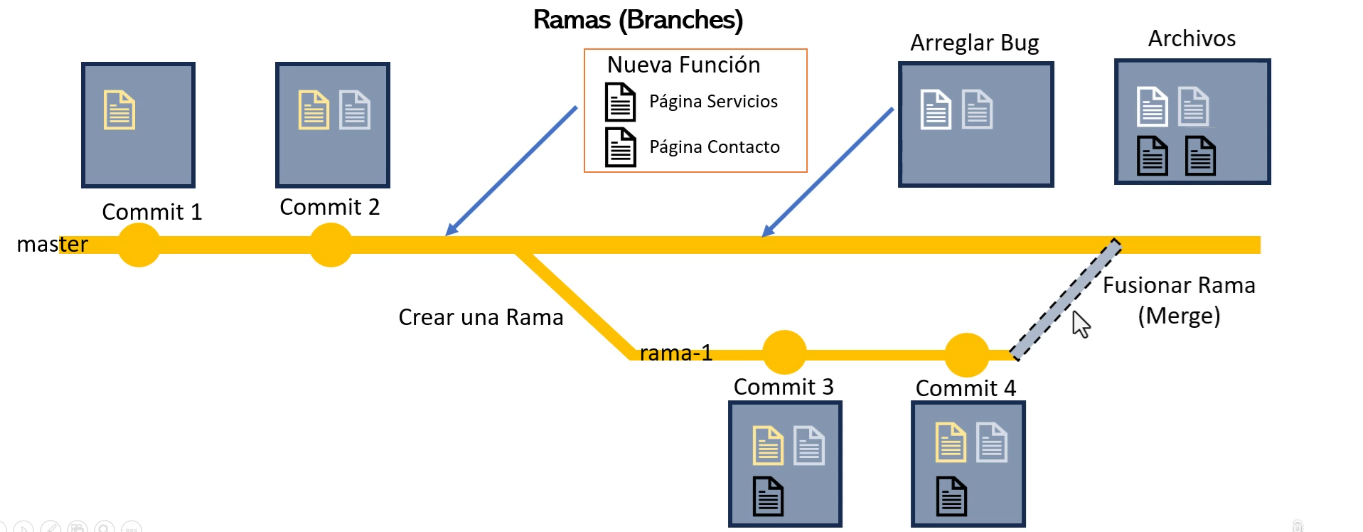 Ramas (Branches)
Nueva Función
Página Servicios
Página Contacto
Arreglar Bug
Archivos
Commit 1
Commit 2
master
Crear una Rama
rama-1
Fusionar Rama
(Merge)
Commit 3
Commit 4